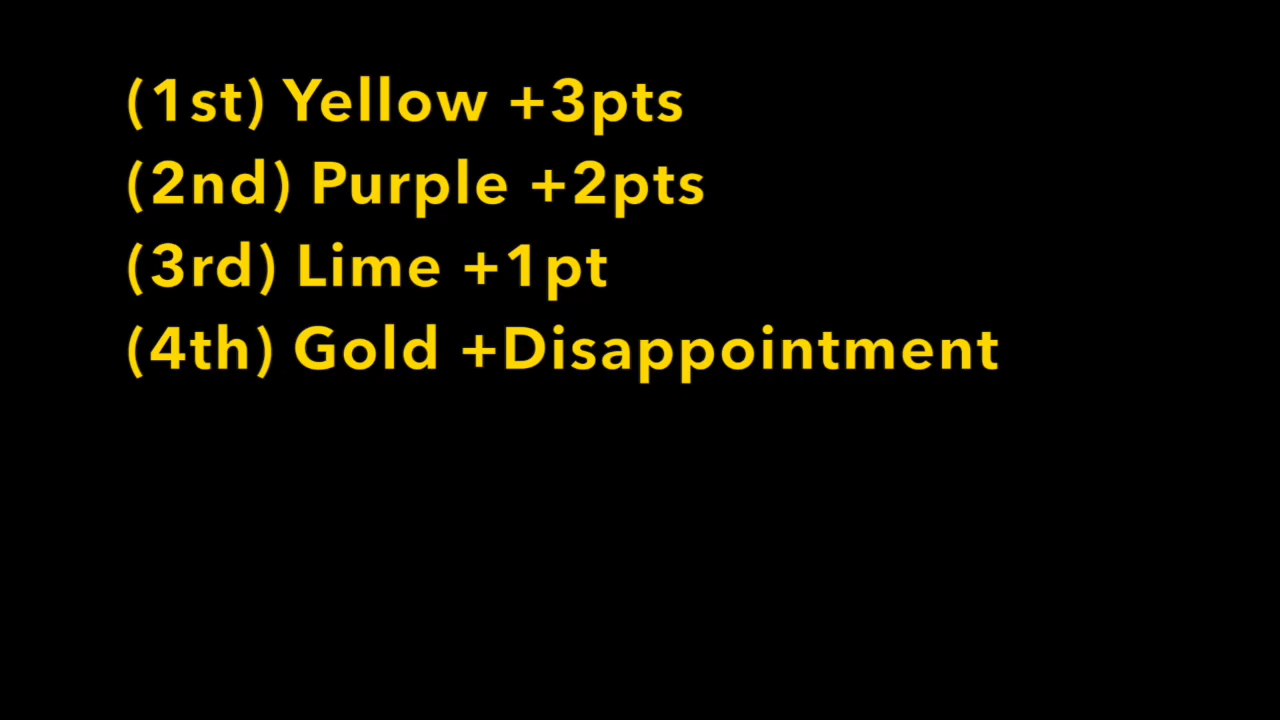 (1st) Yellow +3pts
(2nd) Purple +2pts
(3rd) Lime +1pt
(4th) Gold +Disappointment